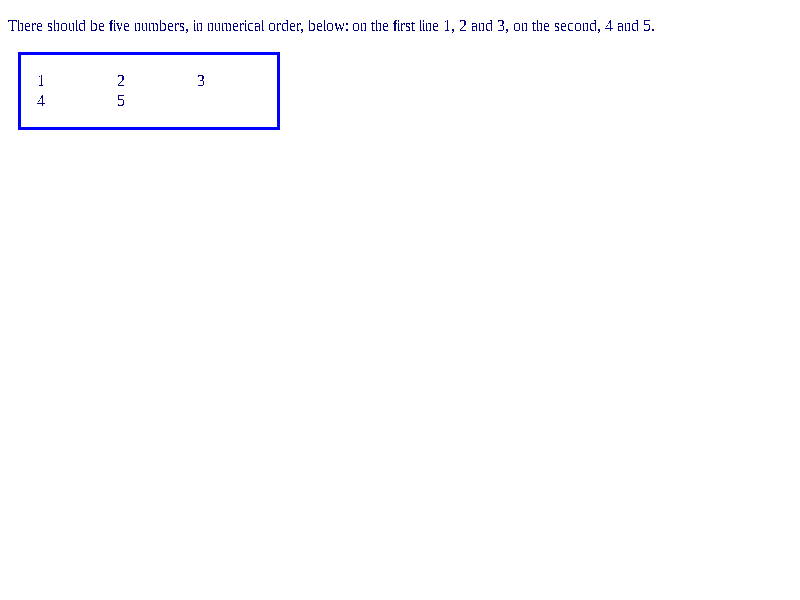 There should be five numbers, in numerical order, below: on the first line 1, 2 and 3, on the second, 4 and 5.
1 2 3
4 5